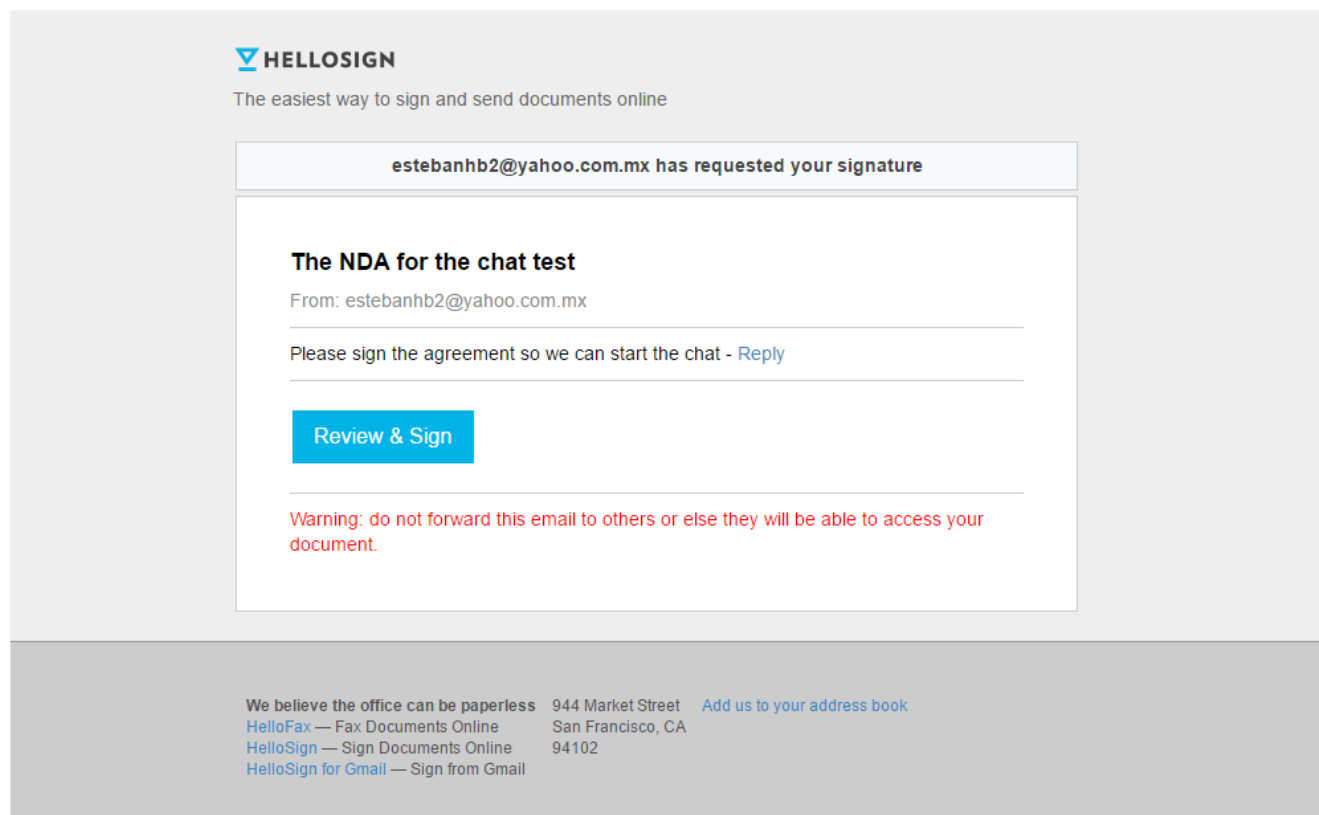 HELLOSIGN
The easiest way to sign and send documents online
estebanhb2@yahoo.com.mx has requested your signature
The NDA for the chat test
From: estebanhb2@yahoo.com.mx
Please sign the agreement so we can start the chat - Reply
Review & Sign
Warning: do not forward this email to others or else they will be able to access your
document.
We believe the office can be paperless
HelloFax — Fax Documents Online
HelloSign — Sign Documents Online
HelloSign for Gmail — Sign from Gmail
944 Market Street
San Francisco, CA
94102
Add us to your address book